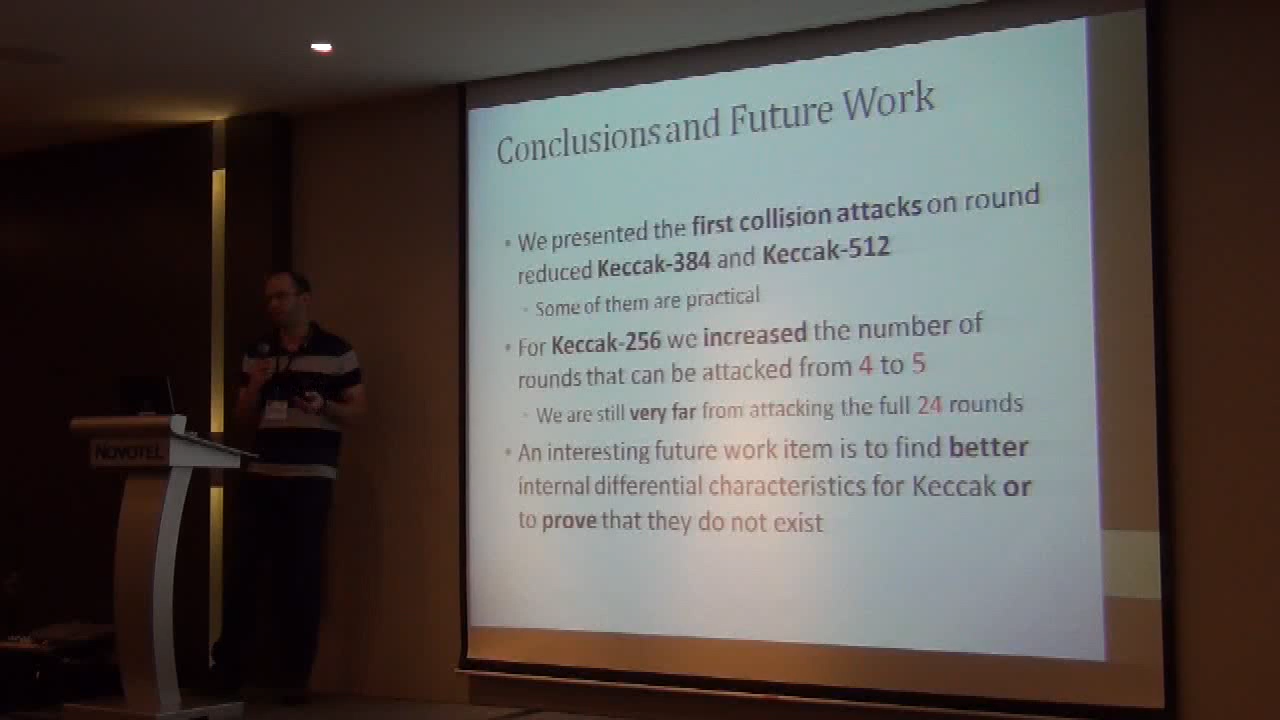 Conclusions and Future Work
• We presented the first collision attacks on round
reduced Keccak-384 and Keccak-512
▫ Some of them are practical
• For Keccak-256 we increased the number of
rounds that can be attacked from 4 to 5
▫ We are still very far from attacking the full 24 rounds
• An interesting future work item is to find better
internal differential characteristics for Keccak or
to prove that they do not exist
NOVOTEL